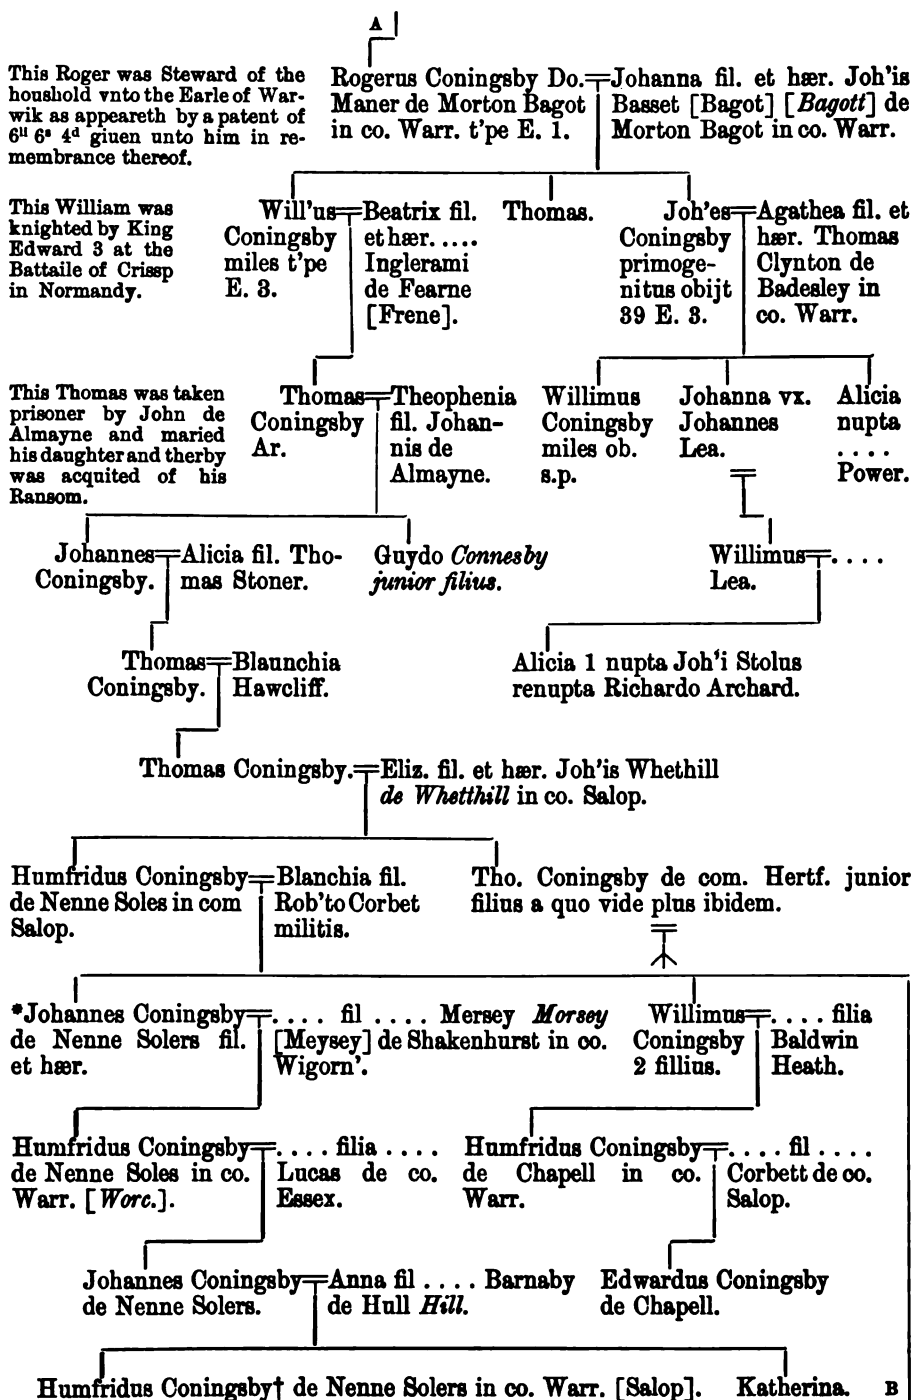 A
This Roger was Steward of the
houshold vnto the Earle of War-
wik as appeareth by a patent of
6ˡⁱ 6ˢ 4ᵈ giuen unto him in re-
membrance thereof.
Rogerus Coningsby Do.
Maner de Morton Bagot
in co. Warr. t'pe E. 1.
Johanna fil. et hær. Joh'is
Basset [Bagot] [Bagott] de
Morton Bagot in co. Warr.
This William was
knighted by King
Edward 3 at the
Battaile of Crissp
in Normandy.
Will'us
Coningsby
miles t'pe
E. 3.
Beatrix fil.
et hær. ....
Inglerami
de Fearne
[Frene].
Thomas.
Joh'es
Coningsby
primoge-
nitus obijt
39 E. 3.
Agathea fil. et
hær. Thomas
Clynton de
Badesley in
co. Warr.
This Thomas was taken
prisoner by John de
Almayne and maried
his daughter and therby
was acquited of his
Ransom.
Thomas
Coningsby
Ar.
Theophenia
fil. Johan-
nis de
Almayne.
Willimus
Coningsby
miles ob.
s.p.
Johanna vx.
Johannes
Lea.
Alicia
nupta
....
Power.
Johannes
Coningsby.
Alicia fil. Tho-
mas Stoner.
Guydo Connesby
junior filius.
Willimus
Lea.
....
Thomas
Coningsby.
Blaunchia
Hawcliff.
Alicia 1 nupta Joh'i Stolus
renupta Richardo Archard.
Thomas Coningsby.
Eliz. fil. et hær. Joh'is Whethill
de Whetthill in co. Salop.
Humfridus Coningsby
de Nenne Soles in com
Salop.
Blanchia fil.
Rob'to Corbet
militis.
Tho. Coningsby de com. Hertf. junior
filius a quo vide plus ibidem.
*Johannes Coningsby
de Nenne Solers fil.
et hær.
.... fil .... Mersey Morsey
[Meysey] de Shakenhurst in co.
Wigorn'.
Willimus
Coningsby
2 fillius.
.... filia
Baldwin
Heath.
Humfridus Coningsby
de Nenne Soles in co.
Warr. [Worc.].
.... filia ....
Lucas de co.
Essex.
Humfridus Coningsby
de Chapell in co.
Warr.
.... fil ....
Corbett de co.
Salop.
Johannes Coningsby
de Nenne Solers.
Anna fil .... Barnaby
de Hull Hill.
Edwardus Coningsby
de Chapell.
Humfridus Coningsby† de Nenne Solers in co. Warr. [Salop].
Katherina.
B